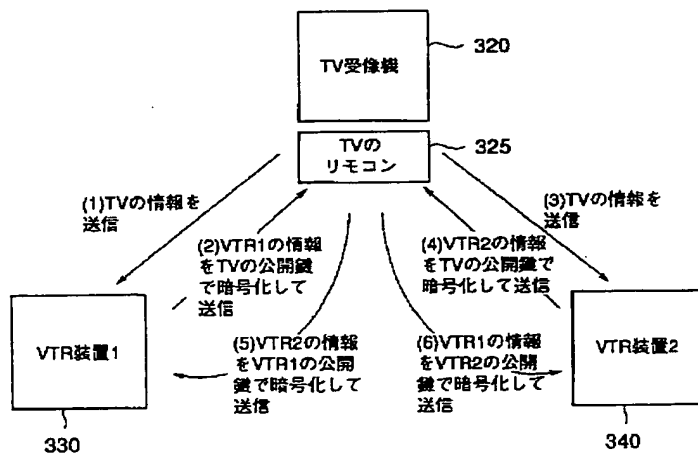 TV受像機
320
TVの
リモコン
325
(1)TVの情報を
送信
(2)VTR1の情報
をTVの公開鍵
で暗号化して
送信
(4)VTR2の情報
をTVの公開鍵で
暗号化して送信
(3)TVの情報を
送信
VTR装置1
330
(5)VTR2の情報
をVTR1の公開
鍵で暗号化して
送信
(6)VTR1の情報
をVTR2の公開
鍵で暗号化して
送信
VTR装置2
340